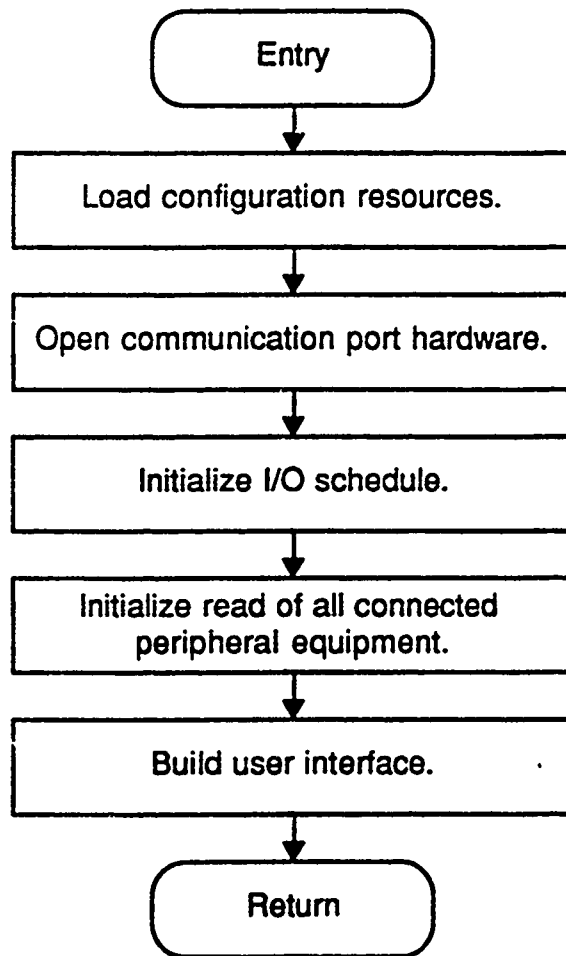 Entry
Load configuration resources.
Open communication port hardware.
Initialize I/O schedule.
Initialize read of all connected
peripheral equipment.
Build user interface.
Return